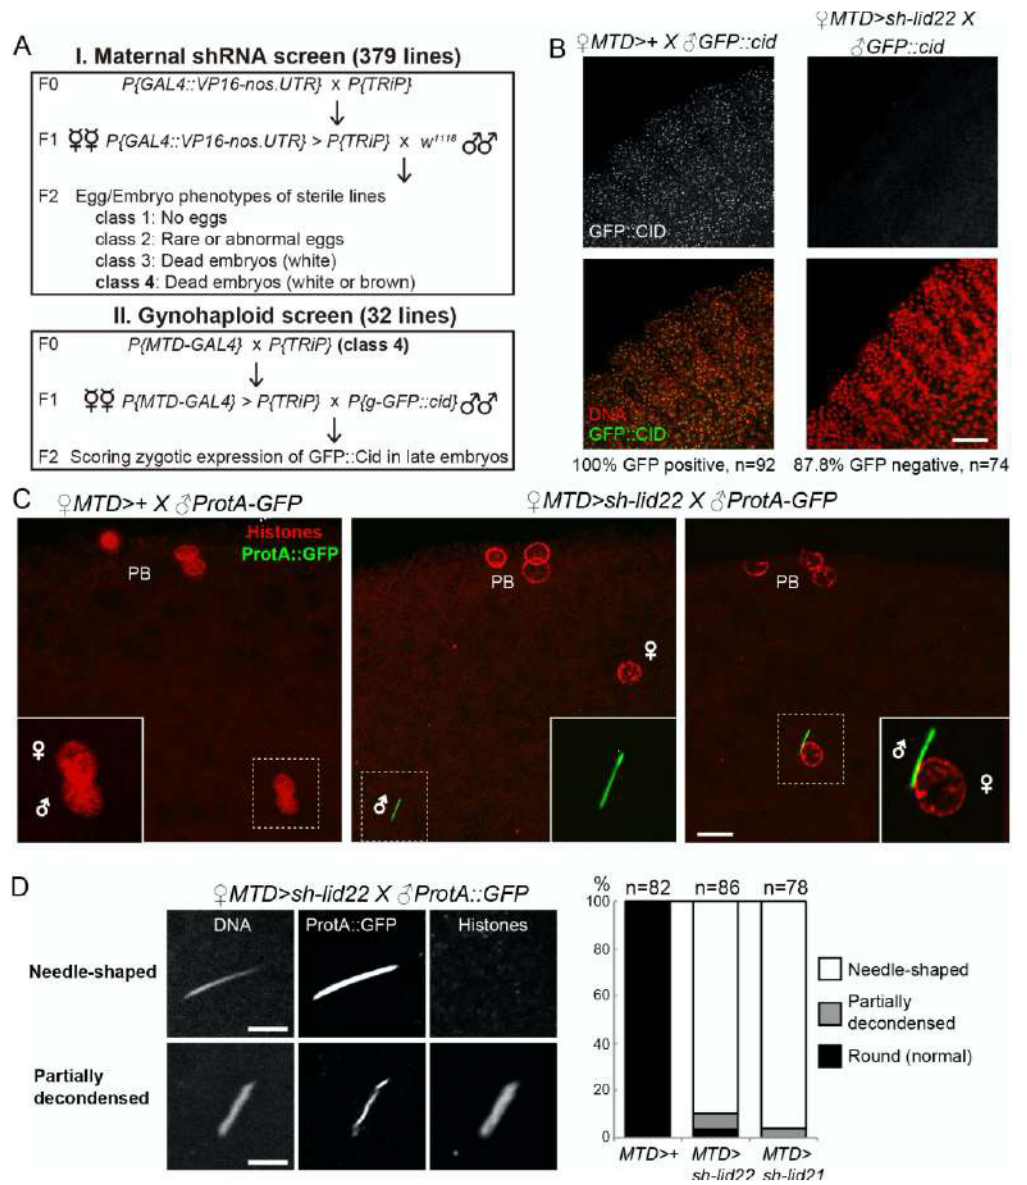 A
I. Maternal shRNA screen (379 lines)
F0 P{GAL4::VP16-nos.UTR} x P{TRiP}
F1 ☿☿ P{GAL4::VP16-nos.UTR} > P{TRiP} x w1118 ♂♂
F2 Egg/Embryo phenotypes of sterile lines
class 1: No eggs
class 2: Rare or abnormal eggs
class 3: Dead embryos (white)
class 4: Dead embryos (white or brown)
II. Gynohaploid screen (32 lines)
F0 P{MTD-GAL4} x P{TRiP} (class 4)
F1 ☿☿ P{MTD-GAL4} > P{TRiP} x P{g-GFP::cid} ♂♂
F2 Scoring zygotic expression of GFP::Cid in late embryos
B
♀MTD>+ X ♂GFP::cid
♀MTD>sh-lid22 X
♂GFP::cid
GFP::CID
DNA
GFP::CID
100% GFP positive, n=92
87.8% GFP negative, n=74
C
♀MTD>+ X ♂ProtA-GFP
♀MTD>sh-lid22 X ♂ProtA-GFP
Histones
ProtA::GFP
PB
♀
♂
PB
♀
♂
PB
♂
♀
D
♀MTD>sh-lid22 X ♂ProtA::GFP
DNA ProtA::GFP Histones
Needle-shaped
Partially
decondensed
% n=82 n=86 n=78
100
80
60
40
20
0
MTD>+
MTD>
sh-lid22
MTD>
sh-lid21
Needle-shaped
Partially
decondensed
Round (normal)